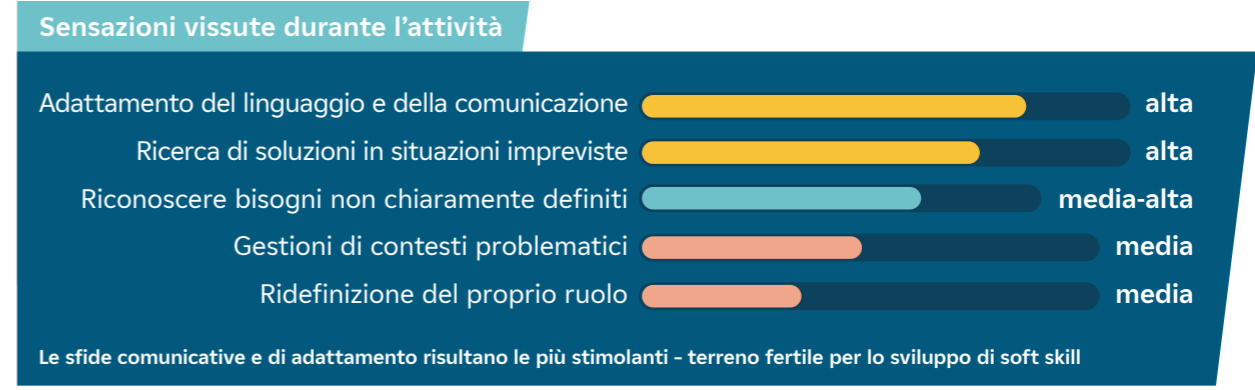 Sensazioni vissute durante l'attività
Adattamento del linguaggio e della comunicazione alta
Ricerca di soluzioni in situazioni impreviste alta
Riconoscere bisogni non chiaramente definiti media-alta
Gestioni di contesti problematici media
Ridefinizione del proprio ruolo media
Le sfide comunicative e di adattamento risultano le più stimolanti - terreno fertile per lo sviluppo di soft skill